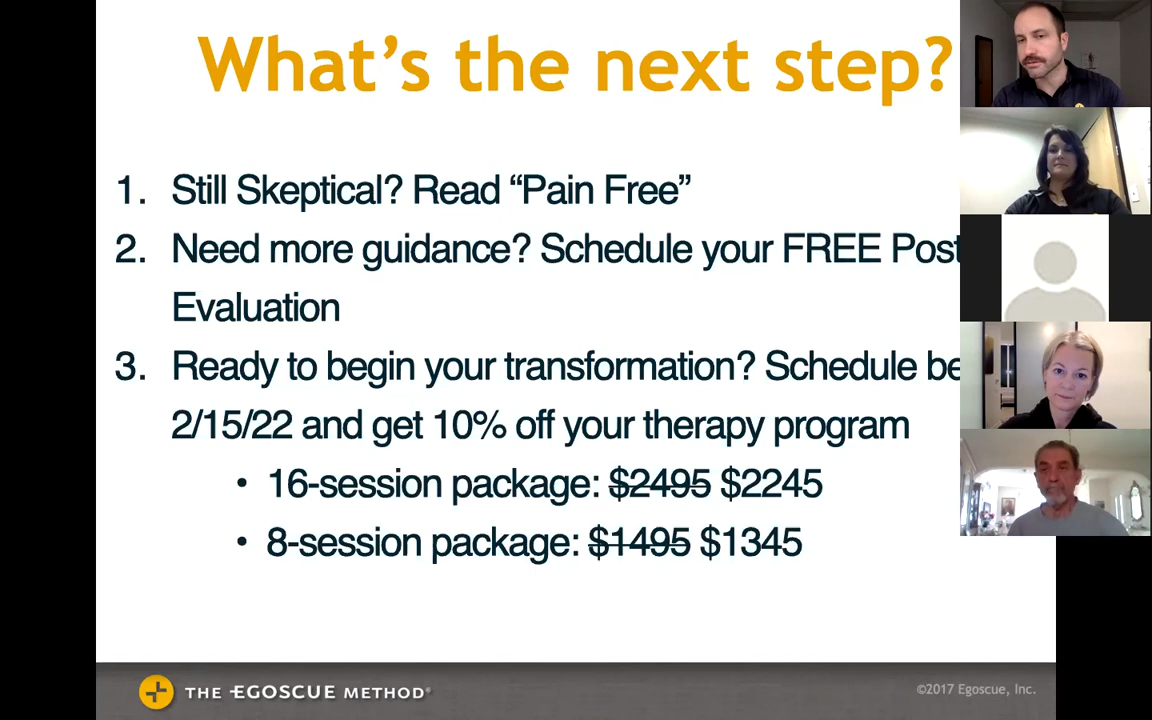 What's the next step?
1. Still Skeptical? Read “Pain Free”
2. Need more guidance? Schedule your FREE Post
Evaluation
3. Ready to begin your transformation? Schedule be
2/15/22 and get 10% off your therapy program
• 16-session package: $2495 $2245
• 8-session package: $1495 $1345
THE EGOSCUE METHOD®
©2017 Egoscue, Inc.